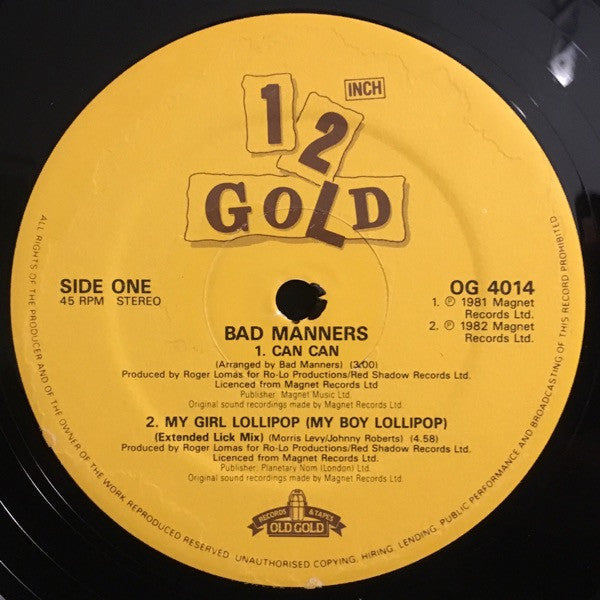 12 INCH
GOLD
SIDE ONE
45 RPM STEREO
OG 4014
1. ℗ 1981 Magnet
Records Ltd.
2. ℗ 1982 Magnet
Records Ltd.
BAD MANNERS
1. CAN CAN
(Arranged by Bad Manners) (3:00)
Produced by Roger Lomas for Ro-Lo Productions/Red Shadow Records Ltd.
Licenced from Magnet Records Ltd
Publisher: Magnet Music Ltd.
Original sound recordings made by Magnet Records Ltd.
2. MY GIRL LOLLIPOP (MY BOY LOLLIPOP)
(Extended Lick Mix) (Morris Levy/Johnny Roberts) (4.58)
Produced by Roger Lomas for Ro-Lo Productions/Red Shadow Records Ltd.
Licenced from Magnet Records Ltd.
Publisher: Planetary Nom (London) Ltd.
Original sound recordings made by Magnet Records Ltd.
RECORDS & TAPES
OLD GOLD
ALL RIGHTS OF THE PRODUCER AND OF THE OWNER OF THE WORK REPRODUCED RESERVED. UNAUTHORISED COPYING, HIRING, LENDING, PUBLIC PERFORMANCE AND BROADCASTING OF THIS RECORD PROHIBITED.